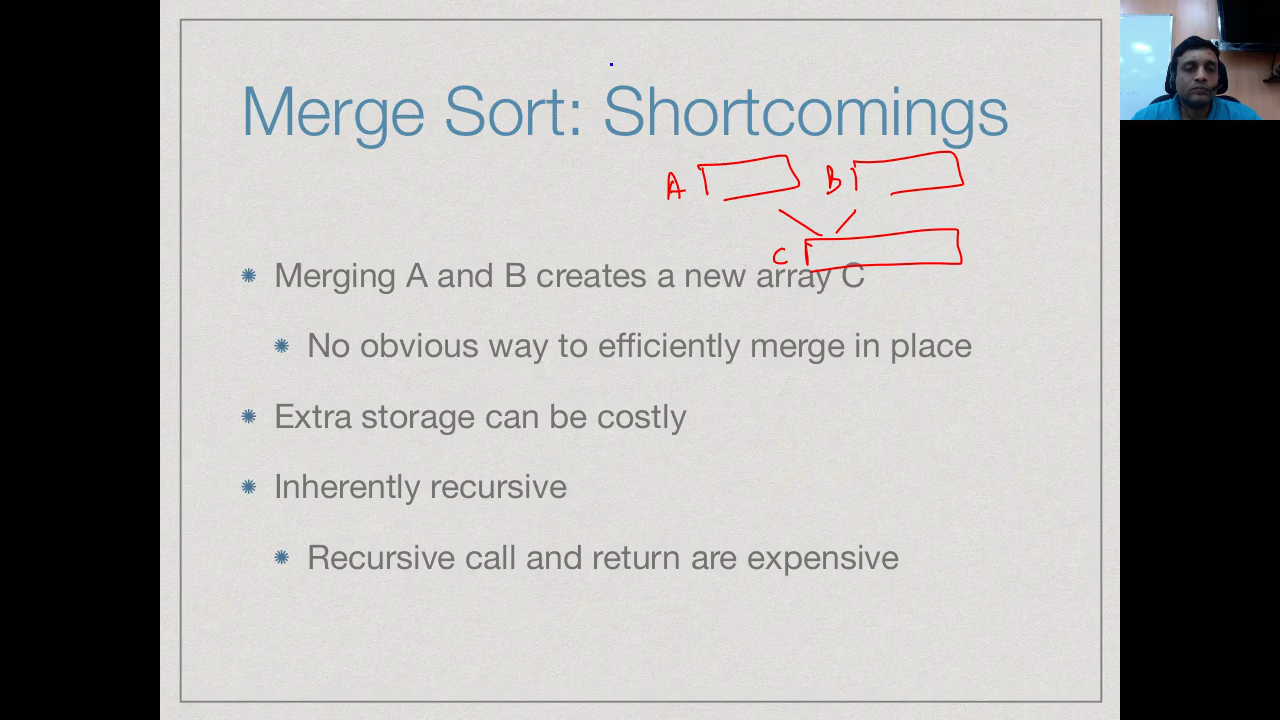 Merge Sort: Shortcomings
A B
C
Merging A and B creates a new array C
No obvious way to efficiently merge in place
Extra storage can be costly
Inherently recursive
Recursive call and return are expensive